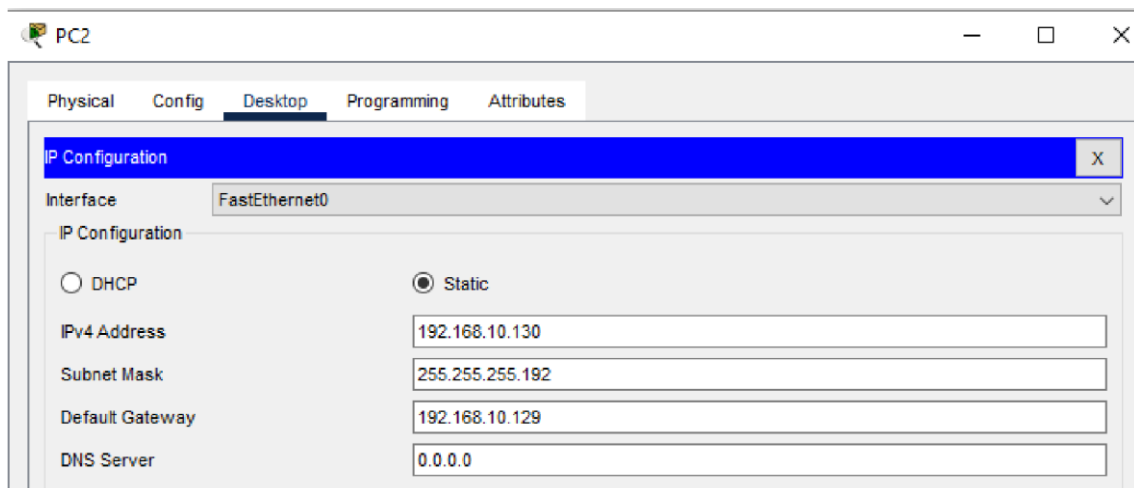 PC2
Physical Config Desktop Programming Attributes
IP Configuration X
Interface FastEthernet0
IP Configuration
DHCP Static
IPv4 Address 192.168.10.130
Subnet Mask 255.255.255.192
Default Gateway 192.168.10.129
DNS Server 0.0.0.0